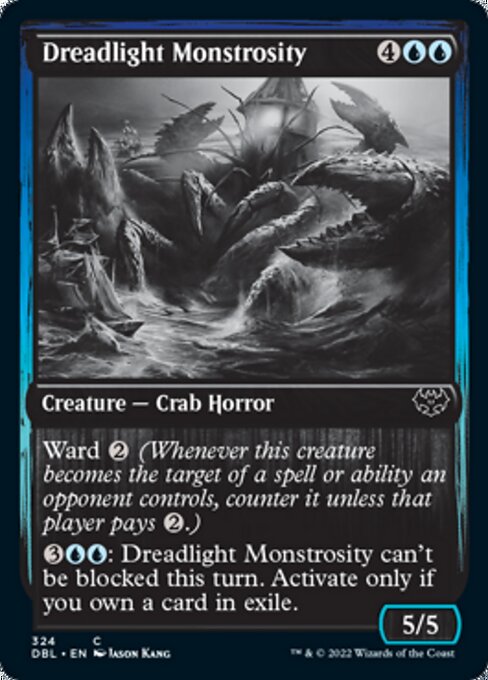 Dreadlight Monstrosity 4
Creature — Crab Horror
Ward 2 (Whenever this creature
becomes the target of a spell or ability an
opponent controls, counter it unless that
player pays 2.)
3: Dreadlight Monstrosity can't
be blocked this turn. Activate only if
you own a card in exile.
5/5
324 C
DBL • EN Jason Kang
™ & © 2022 Wizards of the Coast